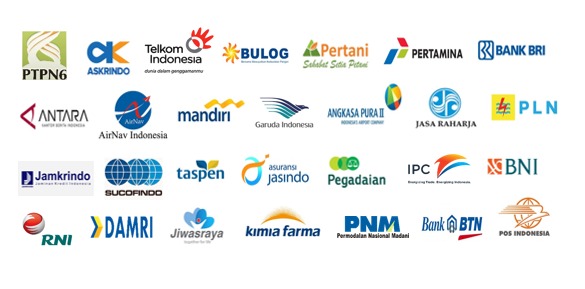 PTPN6
ASKRINDO
Telkom
Indonesia
dunia dalam genggamanmu
BULOG
Pertani
Sahabat Setia Petani
PERTAMINA
BANK BRI
ANTARA
KANTOR BERITA INDONESIA
AirNav
AirNav Indonesia
mandiri
Garuda Indonesia
ANGKASA PURA II
INDONESIA'S AIRPORT COMPANY
JASA RAHARJA
PLN
Jamkrindo
Jaminan Kredit Indonesia
SUCOFINDO
taspen
asuransi
jasindo
Pegadaian
IPC
Energizing Trade. Energizing Indonesia.
BNI
RNI
DAMRI
Jiwasraya
kimia farma
PNM
Permodalan Nasional Madani
Bank BTN
POS INDONESIA